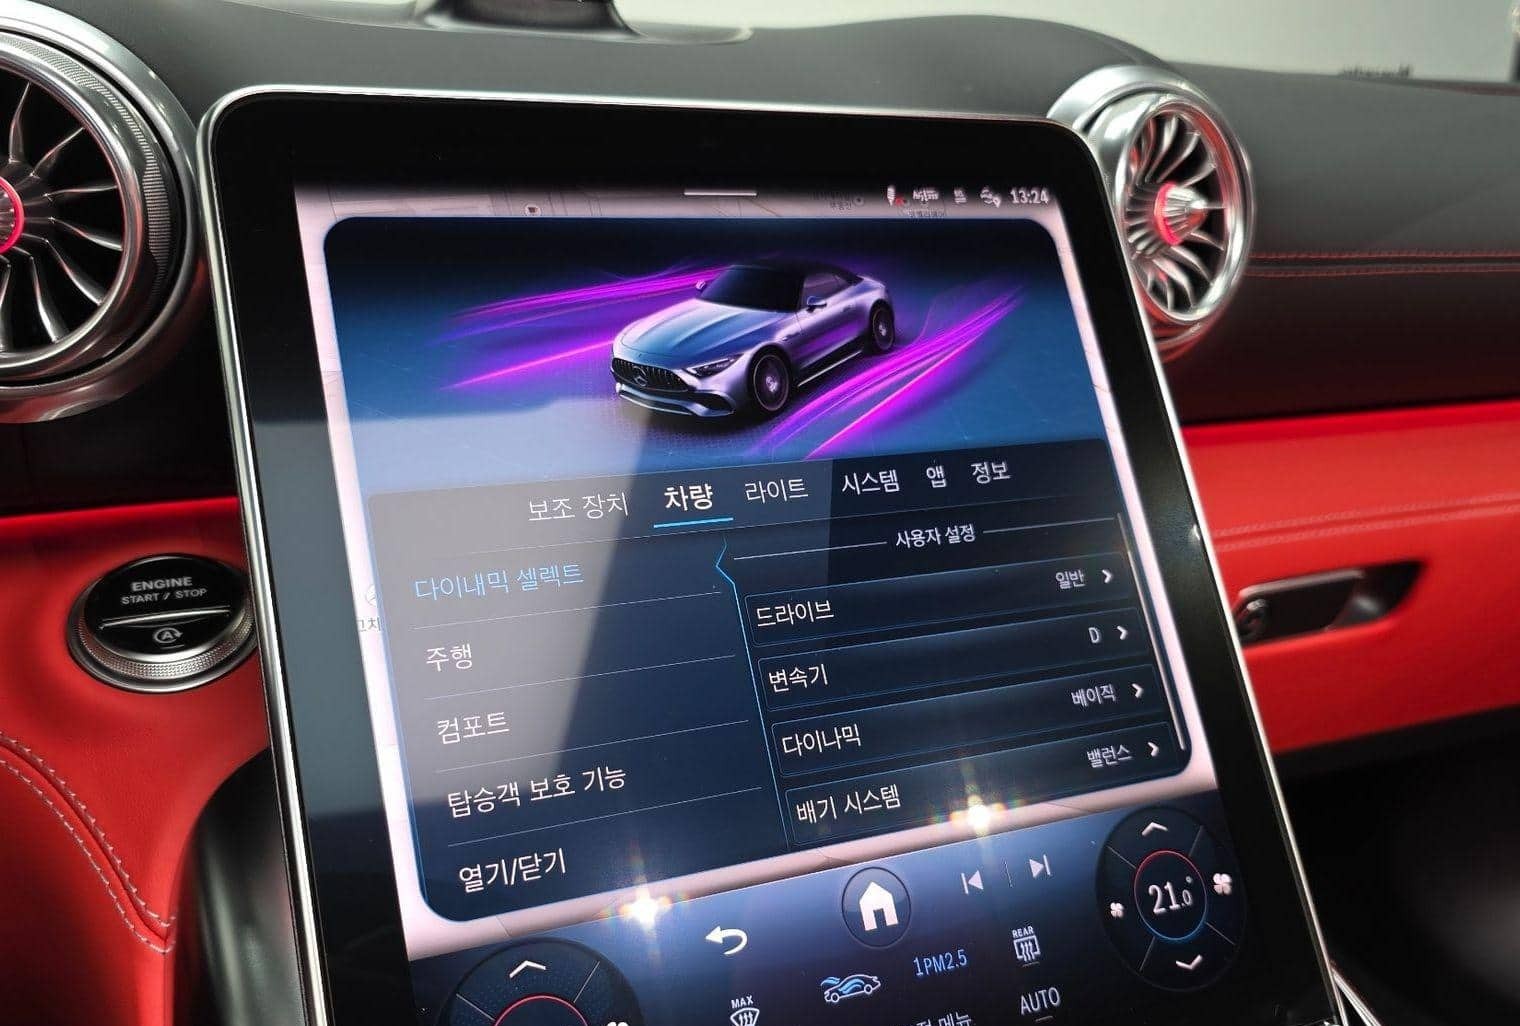 13:24
보조 장치 차량 라이트 시스템 앱 정보
사용자 설정
다이내믹 셀렉트
주행
컴포트
탑승객 보호 기능
열기/닫기
드라이브 일반
변속기 D
다이나믹 베이직
배기 시스템 밸런스
ENGINE
START / STOP
A
21.0°
1PM2.5
REAR
MAX
AUTO